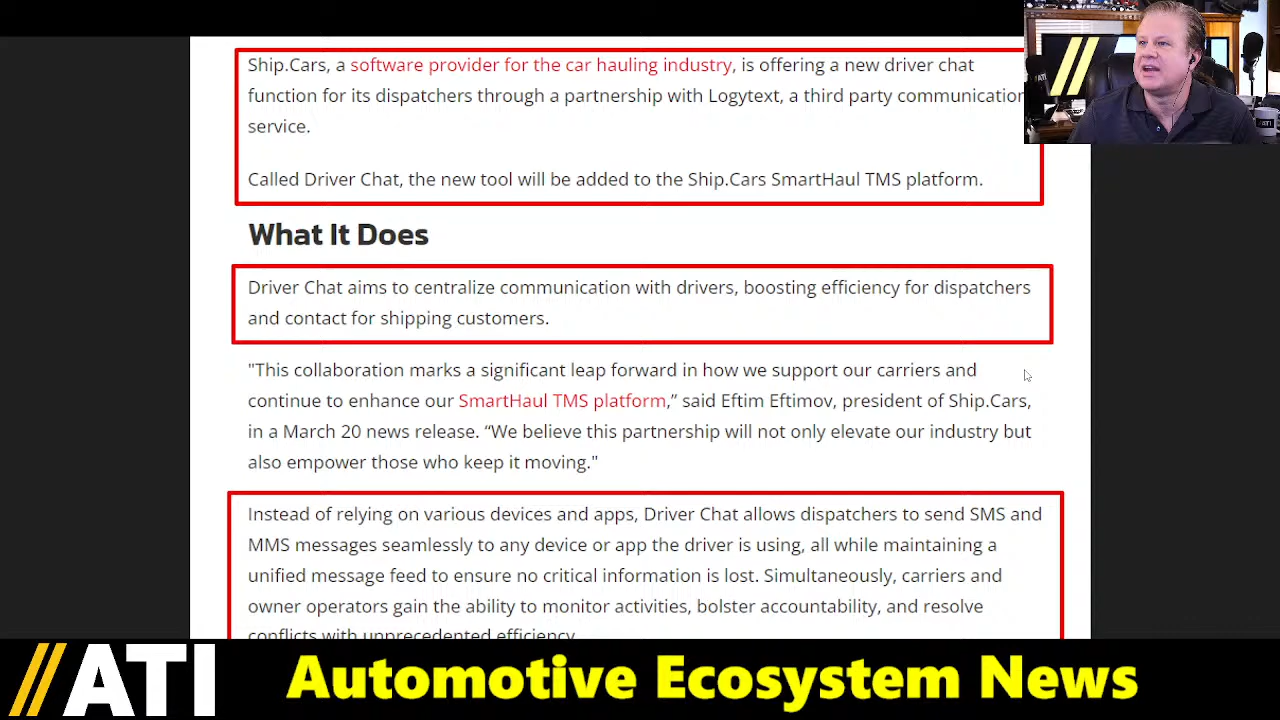 Ship.Cars, a software provider for the car hauling industry, is offering a new driver chat
function for its dispatchers through a partnership with Logytext, a third party communication
service.
Called Driver Chat, the new tool will be added to the Ship.Cars SmartHaul TMS platform.
What It Does
Driver Chat aims to centralize communication with drivers, boosting efficiency for dispatchers
and contact for shipping customers.
"This collaboration marks a significant leap forward in how we support our carriers and
continue to enhance our SmartHaul TMS platform,” said Eftim Eftimov, president of Ship.Cars,
in a March 20 news release. “We believe this partnership will not only elevate our industry but
also empower those who keep it moving."
Instead of relying on various devices and apps, Driver Chat allows dispatchers to send SMS and
MMS messages seamlessly to any device or app the driver is using, all while maintaining a
unified message feed to ensure no critical information is lost. Simultaneously, carriers and
owner operators gain the ability to monitor activities, bolster accountability, and resolve
conflicts with unprecedented efficiency.
//ATI Automotive Ecosystem News